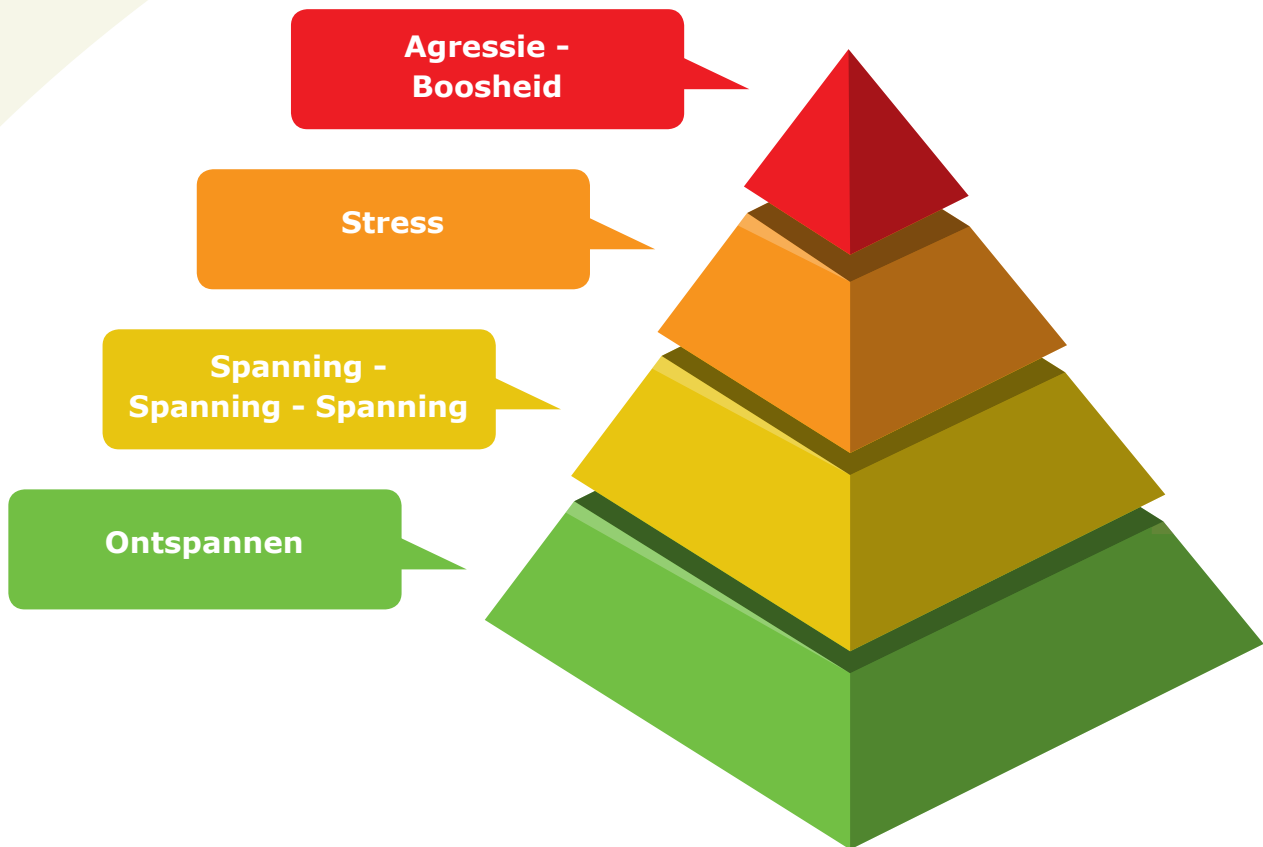 Agressie –
Boosheid
Stress
Spanning –
Spanning - Spanning
Ontspannen